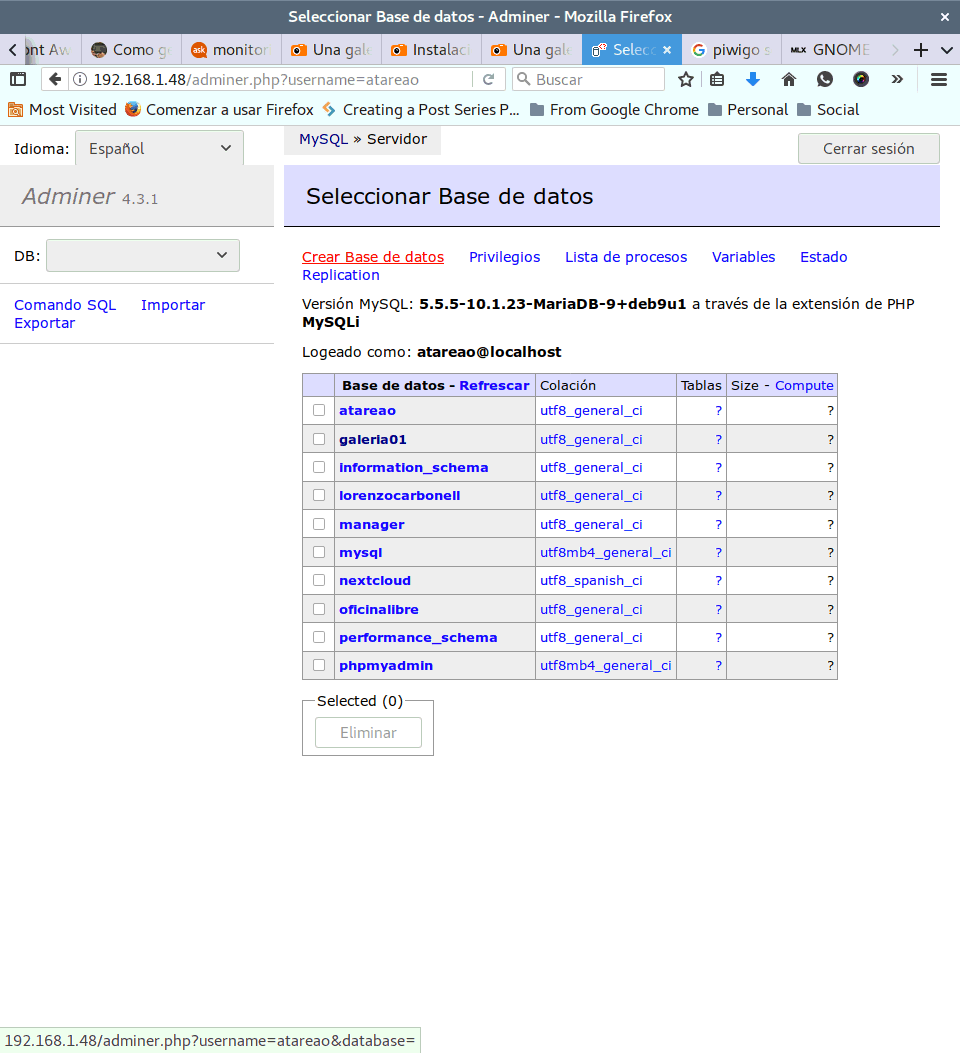 Seleccionar Base de datos - Adminer - Mozilla Firefox
ont Aw
Como g
ask monitor
Una gale
Instalaci
Una gale
Selecc
piwigo s
MLX GNOME
192.168.1.48/adminer.php?username=atareao
Buscar
Most Visited Comenzar a usar Firefox Creating a Post Series P... From Google Chrome Personal Social
Idioma: Español
MySQL » Servidor
Cerrar sesión
Adminer 4.3.1
Seleccionar Base de datos
DB:
Comando SQL Importar
Exportar
Crear Base de datos Privilegios Lista de procesos Variables Estado
Replication
Versión MySQL: 5.5.5-10.1.23-MariaDB-9+deb9u1 a través de la extensión de PHP
MySQLi
Logeado como: atareao@localhost
Base de datos - Refrescar Colación Tablas Size - Compute
atareao utf8_general_ci ? ?
galeria01 utf8_general_ci ? ?
information_schema utf8_general_ci ? ?
lorenzocarbonell utf8_general_ci ? ?
manager utf8_general_ci ? ?
mysql utf8mb4_general_ci ? ?
nextcloud utf8_spanish_ci ? ?
oficinalibre utf8_general_ci ? ?
performance_schema utf8_general_ci ? ?
phpmyadmin utf8mb4_general_ci ? ?
Selected (0)
Eliminar
192.168.1.48/adminer.php?username=atareao&database=